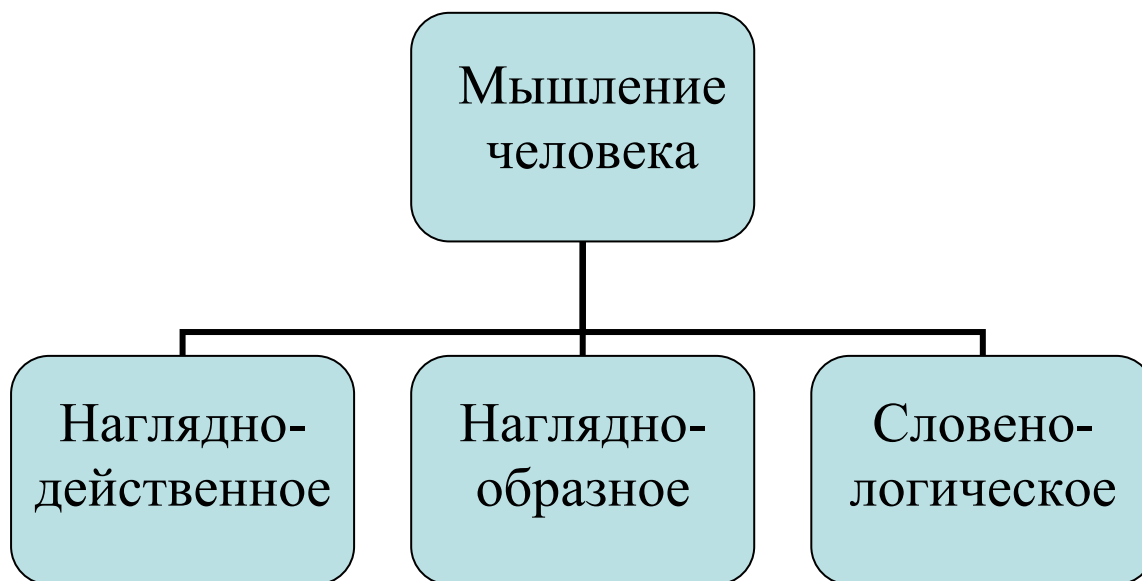 Мышление
человека
Наглядно-
действенное
Наглядно-
образное
Словено-
логическое